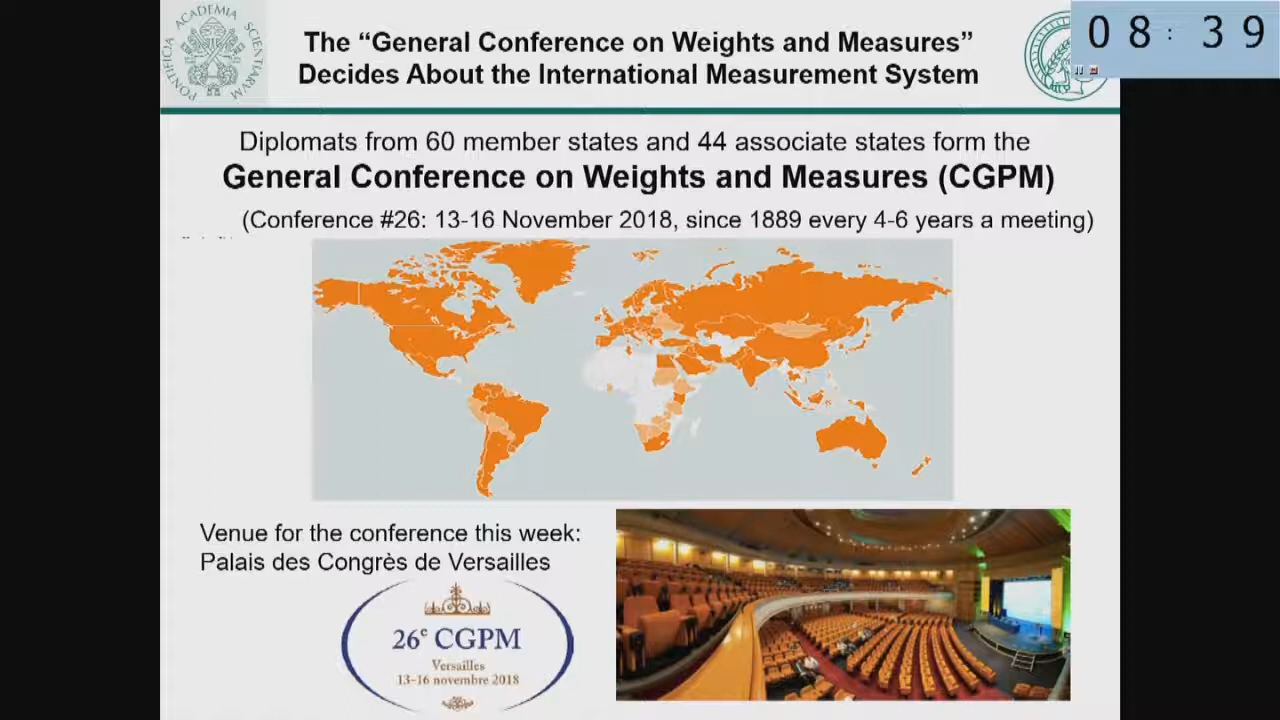 PONTIFICIA ACADEMIA SCIENTIARVM
The “General Conference on Weights and Measures”
Decides About the International Measurement System
08: 39
Diplomats from 60 member states and 44 associate states form the
General Conference on Weights and Measures (CGPM)
(Conference #26: 13-16 November 2018, since 1889 every 4-6 years a meeting)
Venue for the conference this week:
Palais des Congrès de Versailles
26e CGPM
Versailles
13-16 novembre 2018